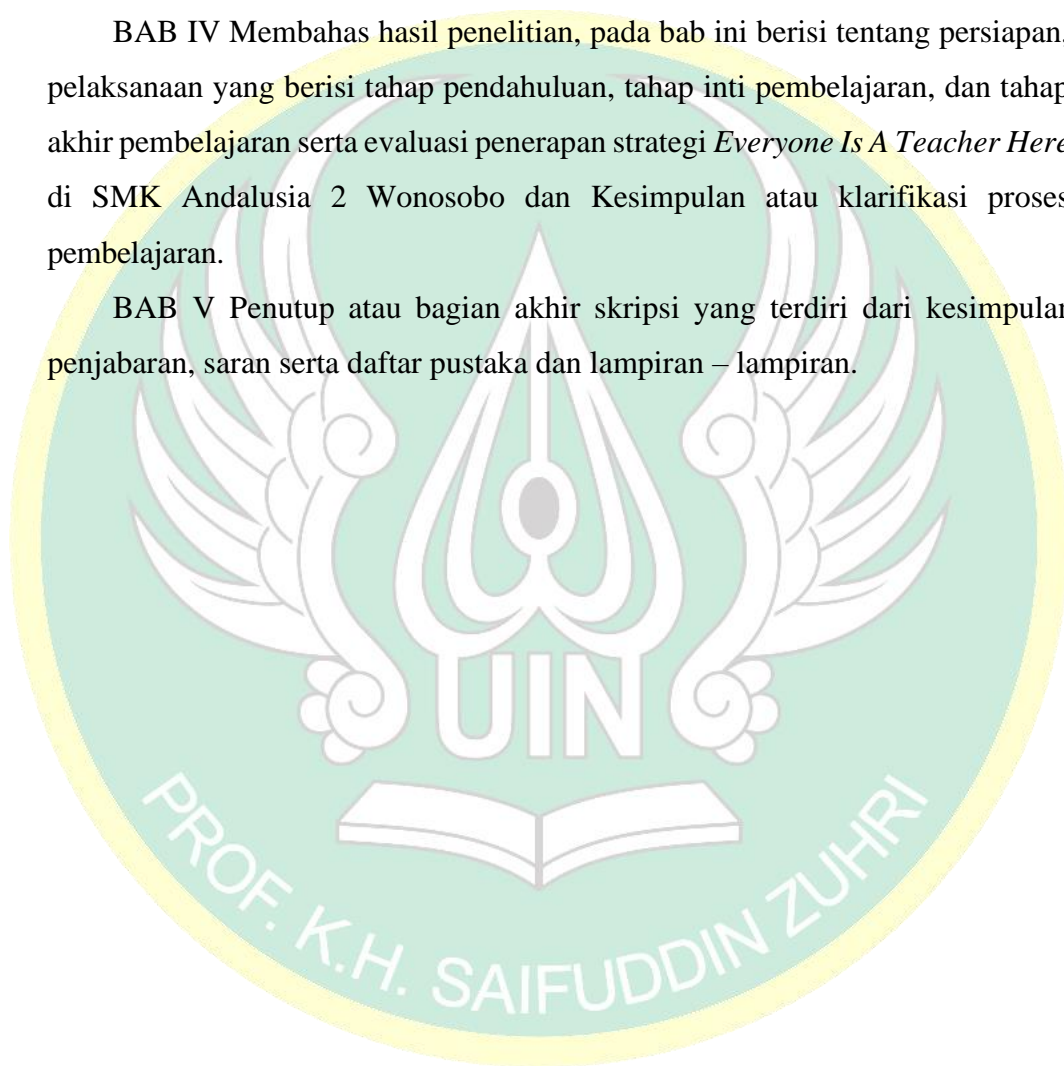 BAB IV Membahas hasil penelitian, pada bab ini berisi tentang persiapan,
pelaksanaan yang berisi tahap pendahuluan, tahap inti pembelajaran, dan tahap
akhir pembelajaran serta evaluasi penerapan strategi Everyone Is A Teacher Here
di SMK Andalusia 2 Wonosobo dan Kesimpulan atau klarifikasi proses
pembelajaran.
BAB V Penutup atau bagian akhir skripsi yang terdiri dari kesimpulan
penjabaran, saran serta daftar pustaka dan lampiran – lampiran.
UIN
PROF. K.H. SAIFUDDIN ZUHRI